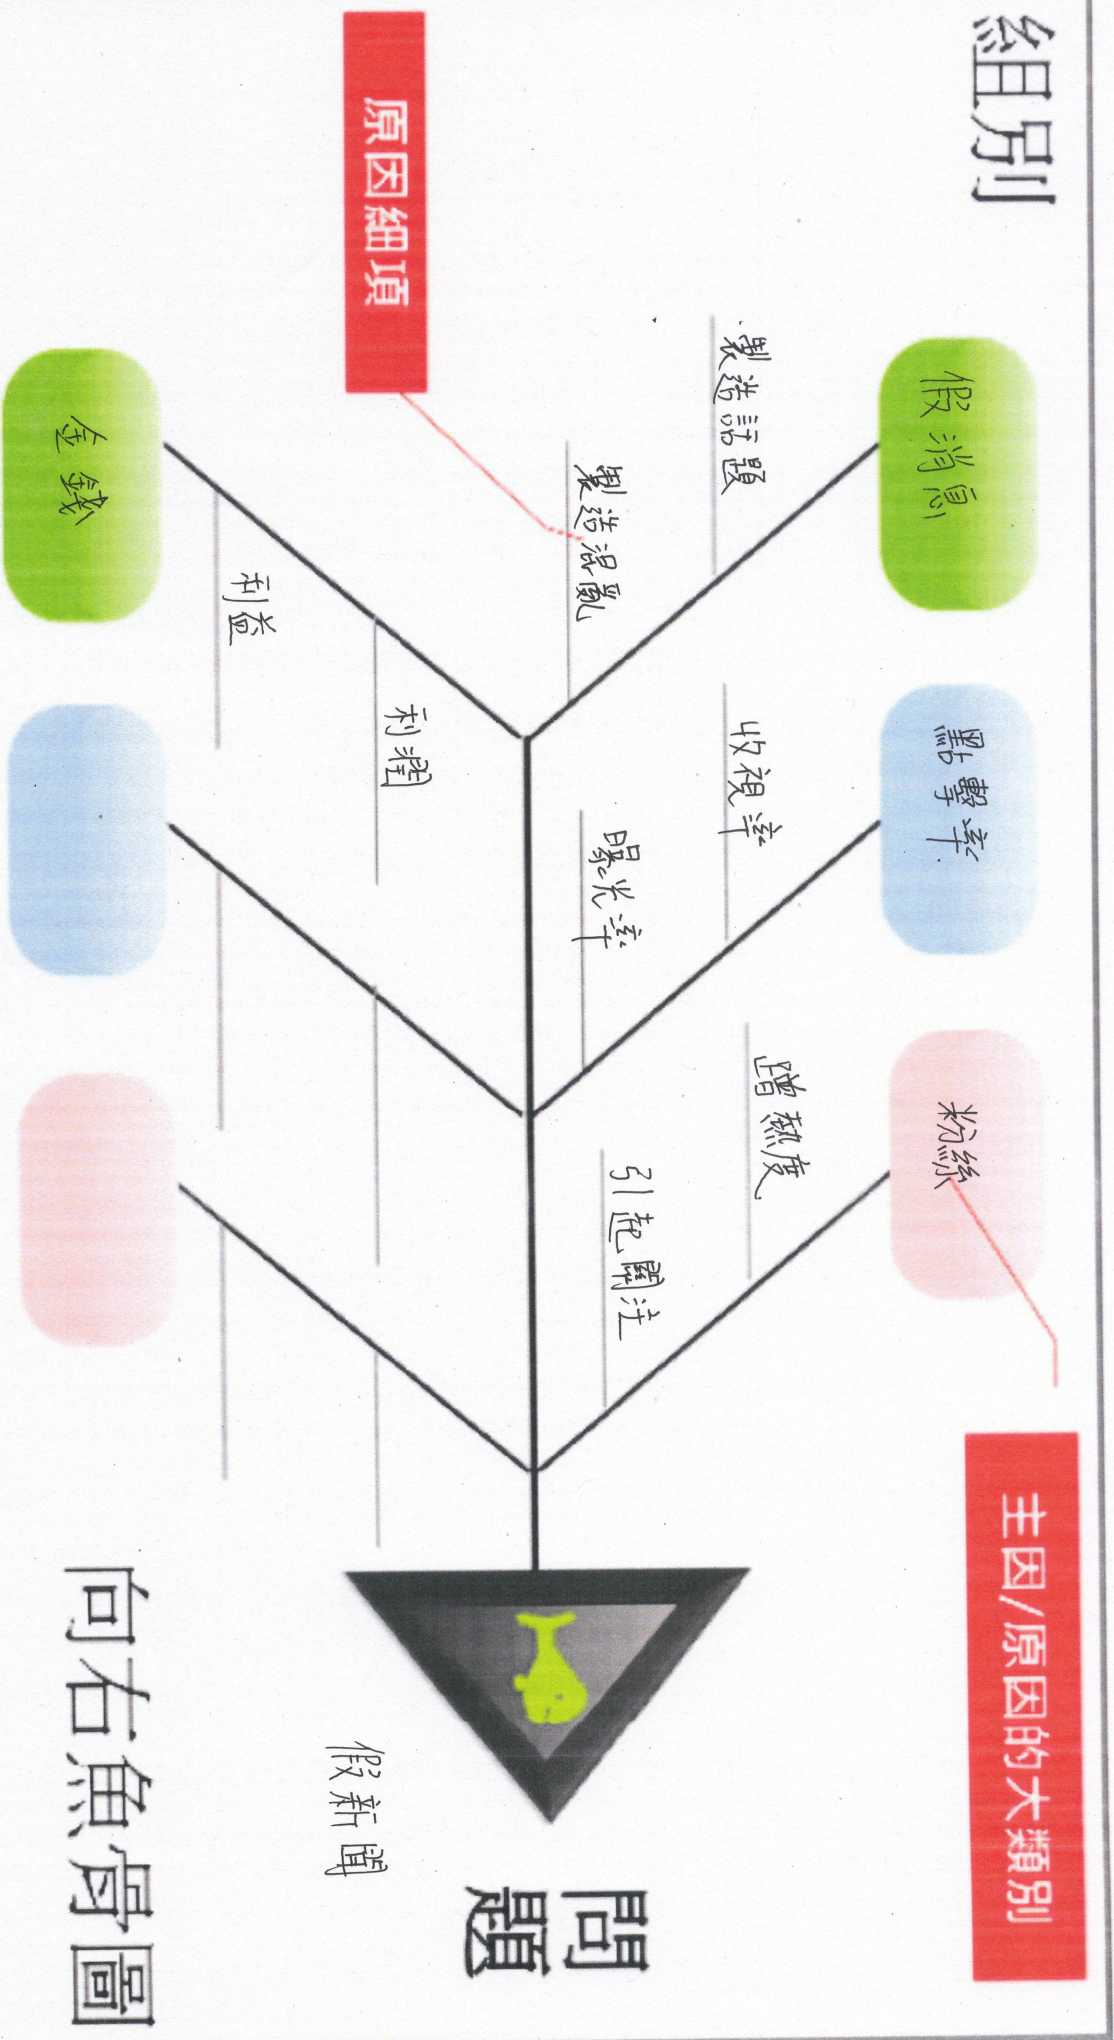 組別
主因/原因的大類別
假消息
點擊率
粉絲
製造話題
收視率
蹭熱度
製造混亂
曝光率
引起關注
原因細項
問題
假新聞
利潤
利益
金錢
向右魚骨圖